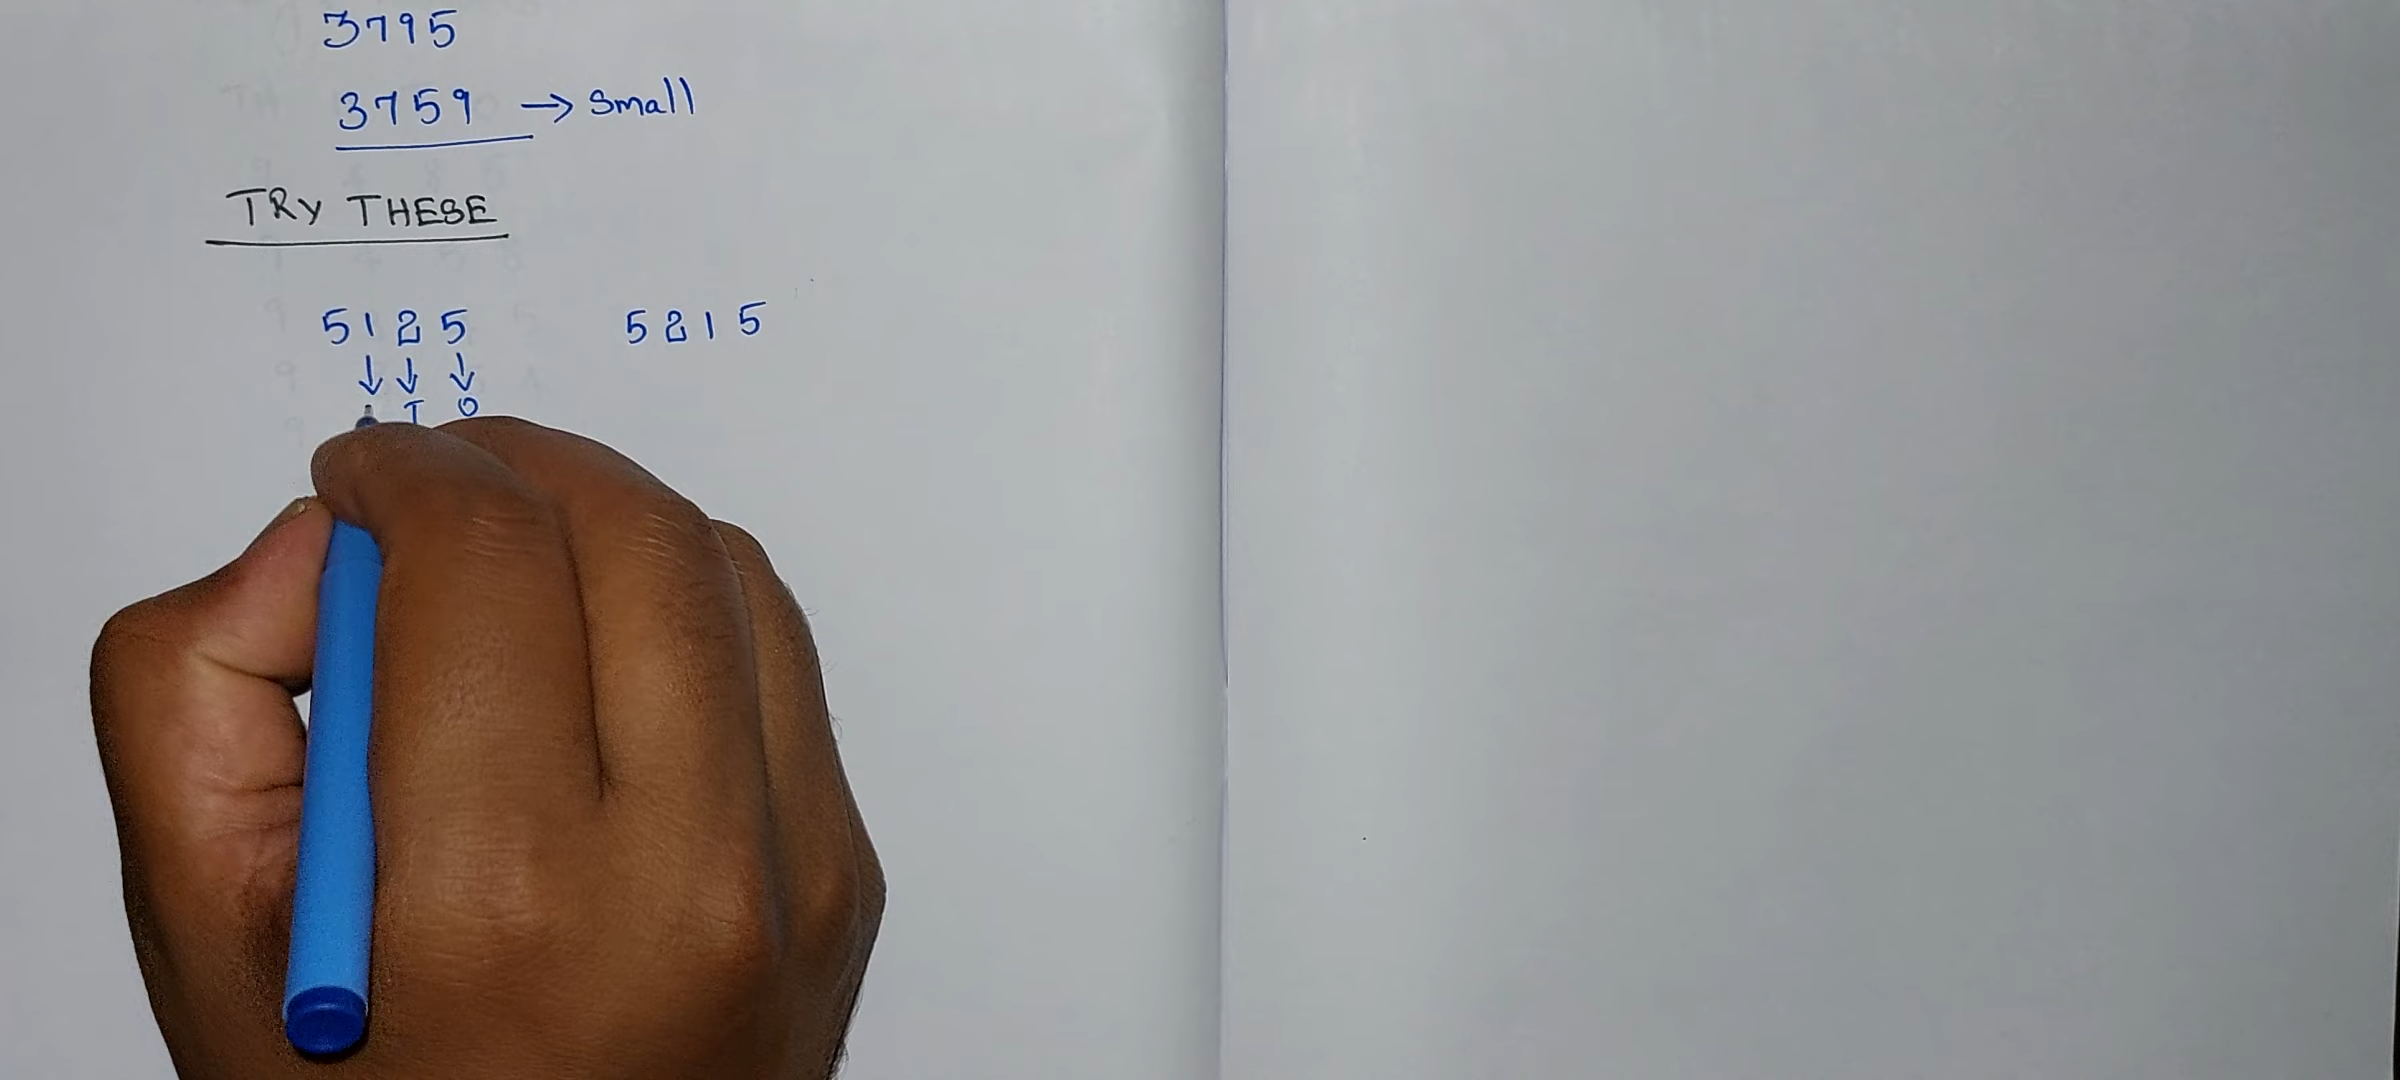 3795
3759 → Small
TRY THESE
5125 5215
↓ ↓ ↓
T O